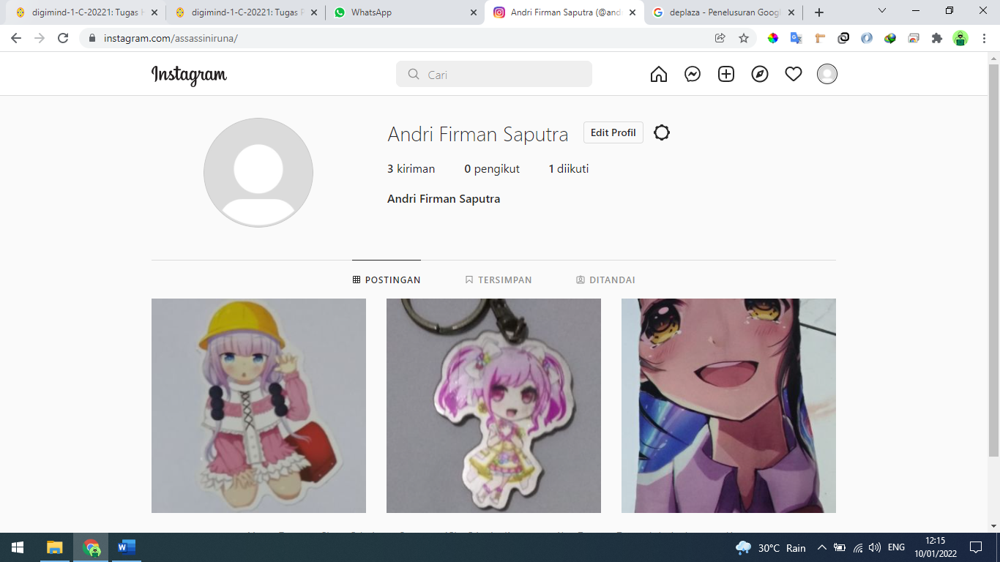 digimind-1-C-20221: Tugas
digimind-1-C-20221: Tugas
WhatsApp
Andri Firman Saputra (@and
deplaza - Penelusuran Goog
instagram.com/assassiniruna/
Instagram
Cari
Andri Firman Saputra
Edit Profil
3 kiriman
0 pengikut
1 diikuti
Andri Firman Saputra
POSTINGAN
TERSIMPAN
DITANDAI
30°C Rain
ENG
12:15
10/01/2022